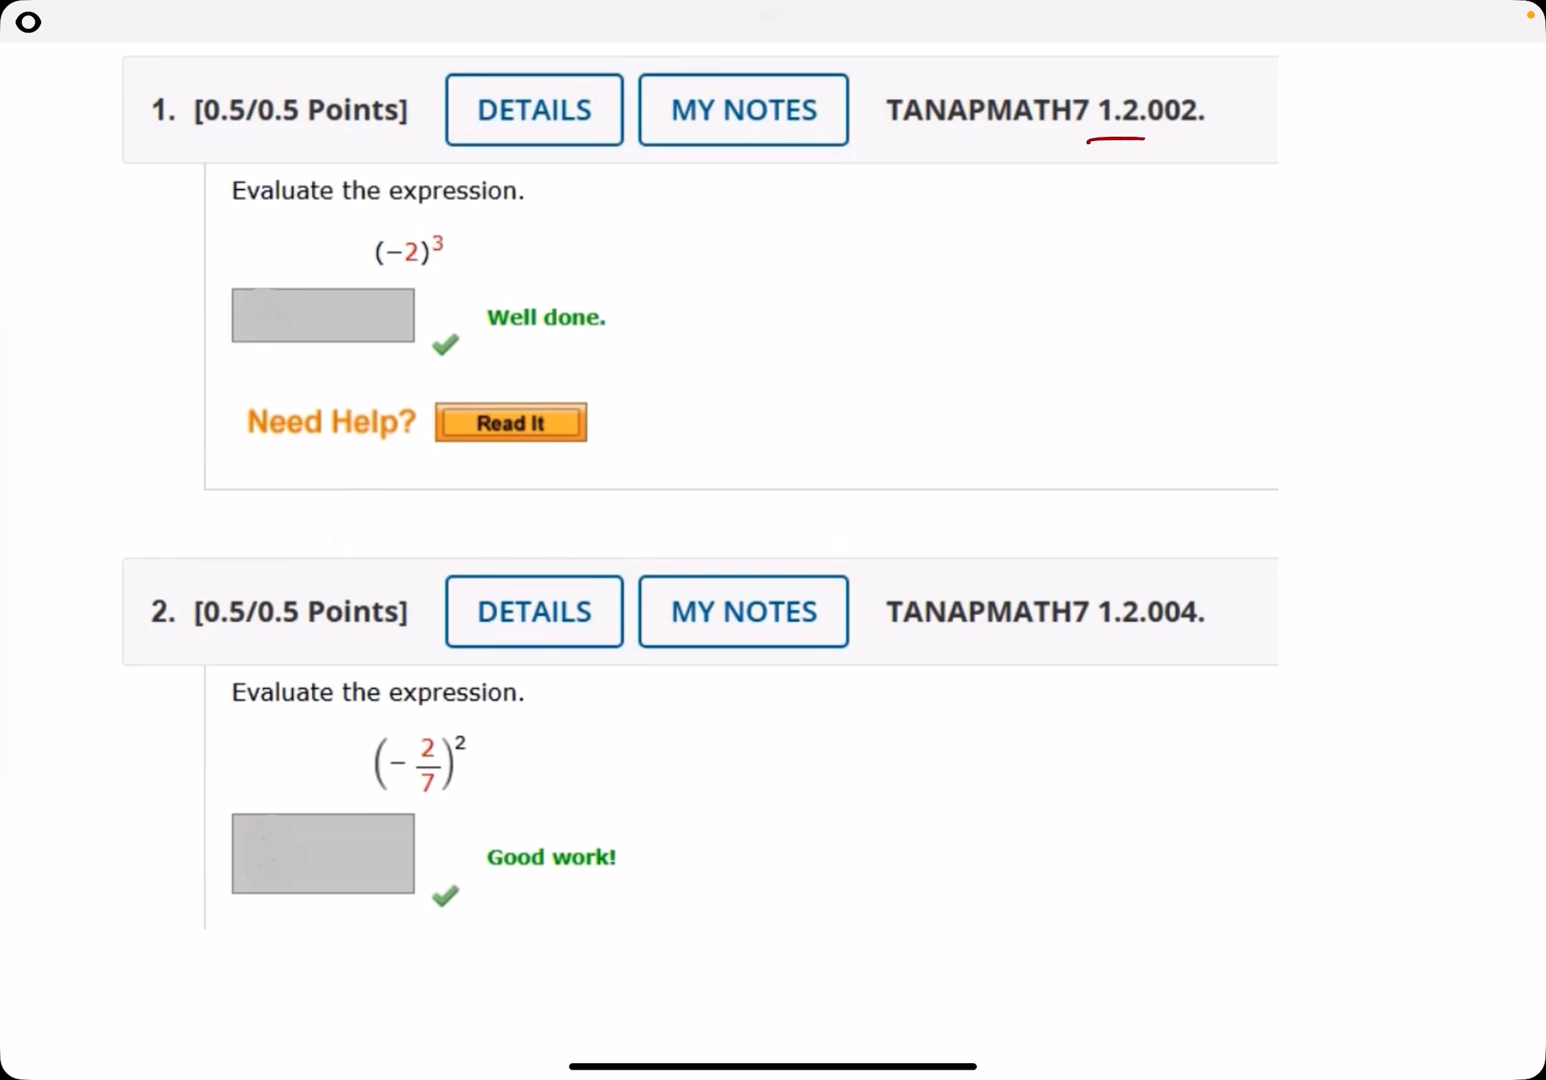 1. [0.5/0.5 Points] DETAILS MY NOTES TANAPMATH7 1.2.002.
Evaluate the expression.
(−2)³
Well done.
Need Help? Read It
2. [0.5/0.5 Points] DETAILS MY NOTES TANAPMATH7 1.2.004.
Evaluate the expression.
(− 2/7)²
Good work!